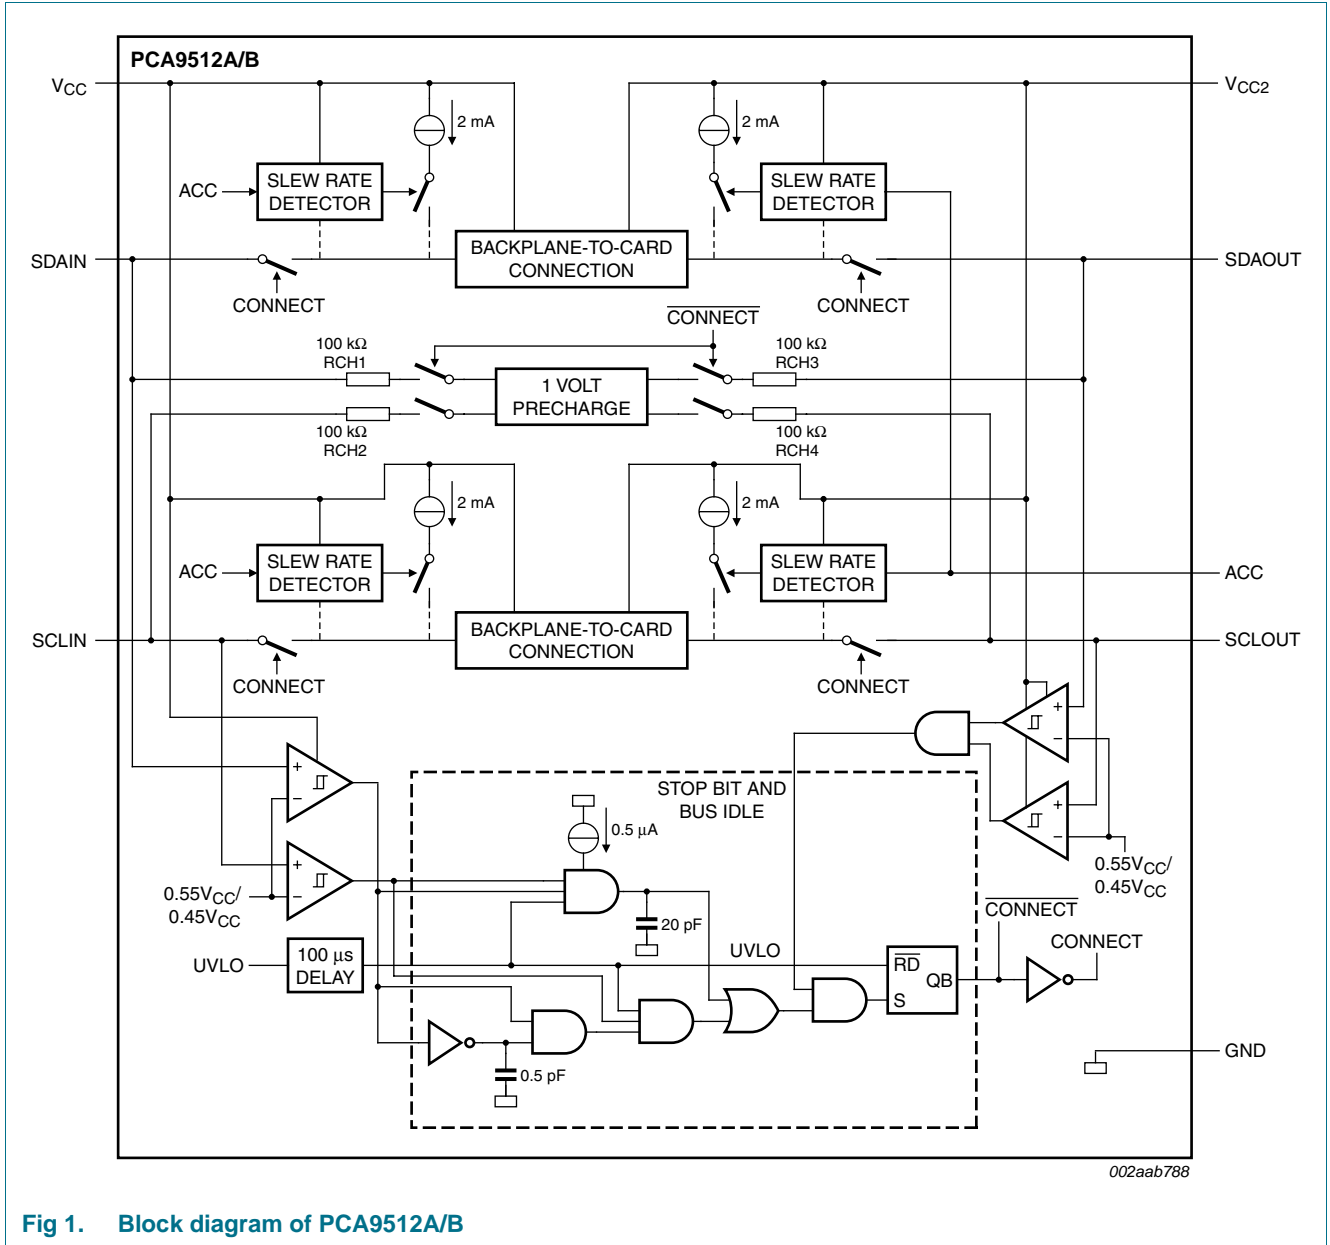 PCA9512A/B
VCC
VCC2
2 mA
2 mA
ACC
SLEW RATE
DETECTOR
SLEW RATE
DETECTOR
SDAIN
BACKPLANE-TO-CARD
CONNECTION
SDAOUT
CONNECT
CONNECT
CONNECT
100 kΩ
RCH1
100 kΩ
RCH3
1 VOLT
PRECHARGE
100 kΩ
RCH2
100 kΩ
RCH4
2 mA
2 mA
ACC
SLEW RATE
DETECTOR
SLEW RATE
DETECTOR
ACC
SCLIN
BACKPLANE-TO-CARD
CONNECTION
SCLOUT
CONNECT
CONNECT
+
−
+
−
+
−
+
−
STOP BIT AND
BUS IDLE
0.5 μA
0.55VCC/
0.45VCC
0.55VCC/
0.45VCC
20 pF
CONNECT
CONNECT
UVLO
100 μs
DELAY
UVLO
RD
QB
S
0.5 pF
GND
002aab788
Fig 1. Block diagram of PCA9512A/B